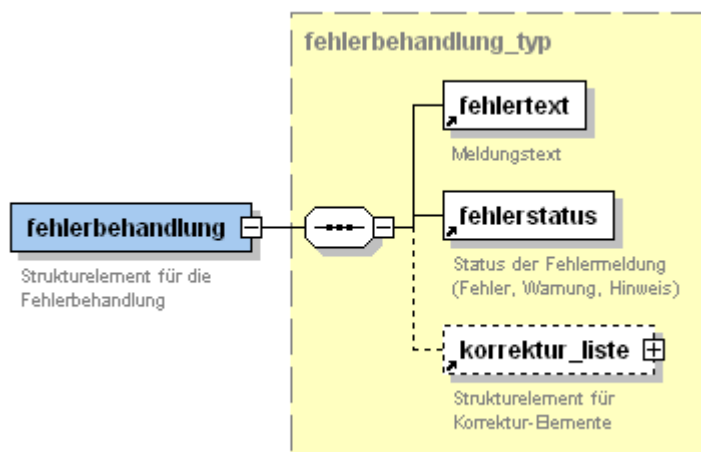 fehlerbehandlung_typ
fehlertext
Meldungstext
fehlerbehandlung
Strukturelement für die
Fehlerbehandlung
fehlerstatus
Status der Fehlermeldung
(Fehler, Warnung, Hinweis)
korrektur_liste
Strukturelement für
Korrektur-Elemente